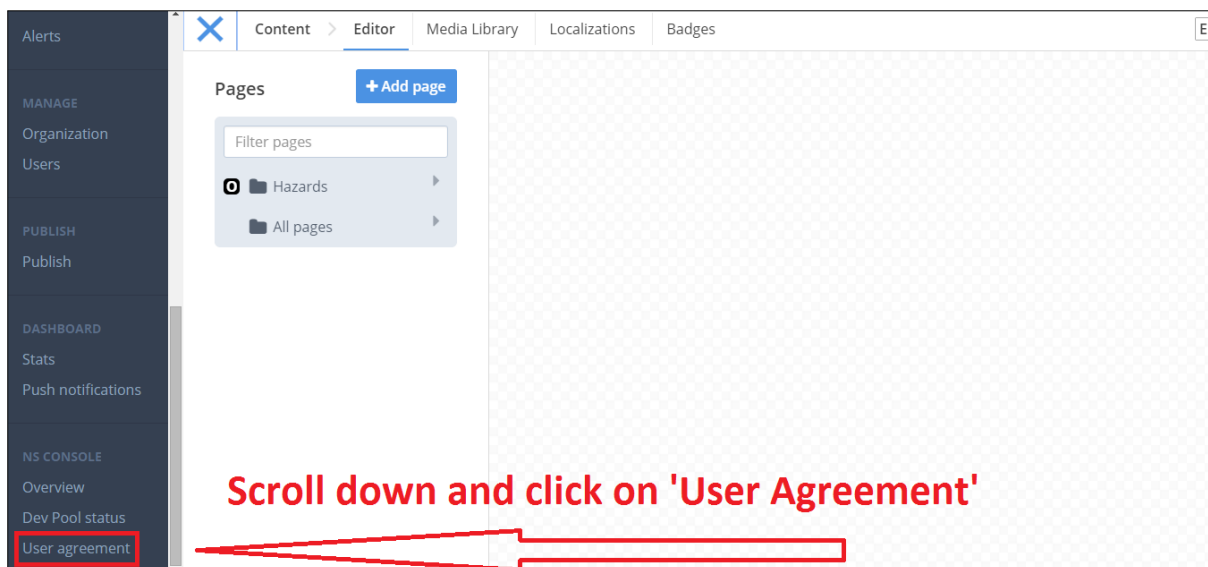 Alerts
MANAGE
Organization
Users
PUBLISH
Publish
DASHBOARD
Stats
Push notifications
NS CONSOLE
Overview
Dev Pool status
User agreement
Content
Editor
Media Library
Localizations
Badges
E
Pages
+ Add page
Filter pages
O Hazards
All pages
Scroll down and click on 'User Agreement'